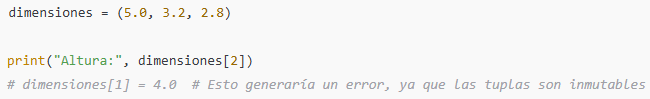 dimensiones = (5.0, 3.2, 2.8)
print("Altura:", dimensiones[2])
# dimensiones[1] = 4.0  # Esto generaría un error, ya que las tuplas son inmutables